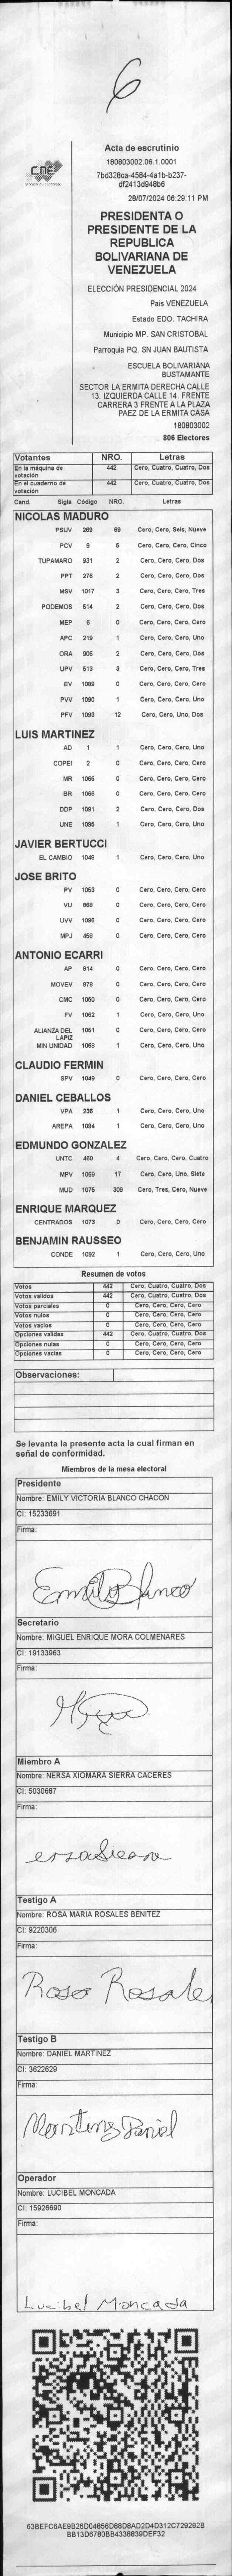 6
CNE
Acta de escrutinio
180803002.06.1.0001
7bd328ca-4584-4a1b-b237-
df2413d948b6
28/07/2024 06:29:11 PM
PRESIDENTA O
PRESIDENTE DE LA
REPUBLICA
BOLIVARIANA DE
VENEZUELA
ELECCIÓN PRESIDENCIAL 2024
País VENEZUELA
Estado EDO. TACHIRA
Municipio MP. SAN CRISTOBAL
Parroquia PQ. SN JUAN BAUTISTA
ESCUELA BOLIVARIANA
BUSTAMANTE
SECTOR LA ERMITA DERECHA CALLE
13. IZQUIERDA CALLE 14. FRENTE
CARRERA 3 FRENTE A LA PLAZA
PAEZ DE LA ERMITA CASA
180803002
806 Electores
Votantes NRO. Letras
En la máquina de votación 442 Cero, Cuatro, Cuatro, Dos
En el cuaderno de votación 442 Cero, Cuatro, Cuatro, Dos
Cand. Sigla Código NRO. Letras
NICOLAS MADURO
PSUV 269 69 Cero, Cero, Seis, Nueve
PCV 9 5 Cero, Cero, Cero, Cinco
TUPAMARO 931 2 Cero, Cero, Cero, Dos
PPT 276 2 Cero, Cero, Cero, Dos
MSV 1017 3 Cero, Cero, Cero, Tres
PODEMOS 514 2 Cero, Cero, Cero, Dos
MEP 6 0 Cero, Cero, Cero, Cero
APC 219 1 Cero, Cero, Cero, Uno
ORA 906 2 Cero, Cero, Cero, Dos
UPV 513 3 Cero, Cero, Cero, Tres
EV 1089 0 Cero, Cero, Cero, Cero
PVV 1090 1 Cero, Cero, Cero, Uno
PFV 1093 12 Cero, Cero, Uno, Dos
LUIS MARTINEZ
AD 1 1 Cero, Cero, Cero, Uno
COPEI 2 0 Cero, Cero, Cero, Cero
MR 1065 0 Cero, Cero, Cero, Cero
BR 1066 0 Cero, Cero, Cero, Cero
DDP 1091 2 Cero, Cero, Cero, Dos
UNE 1095 1 Cero, Cero, Cero, Uno
JAVIER BERTUCCI
EL CAMBIO 1048 1 Cero, Cero, Cero, Uno
JOSE BRITO
PV 1053 0 Cero, Cero, Cero, Cero
VU 868 0 Cero, Cero, Cero, Cero
UVV 1096 0 Cero, Cero, Cero, Cero
MPJ 459 0 Cero, Cero, Cero, Cero
ANTONIO ECARRI
AP 814 0 Cero, Cero, Cero, Cero
MOVEV 879 0 Cero, Cero, Cero, Cero
CMC 1050 0 Cero, Cero, Cero, Cero
FV 1062 1 Cero, Cero, Cero, Uno
ALIANZA DEL LAPIZ 1051 0 Cero, Cero, Cero, Cero
MIN UNIDAD 1068 1 Cero, Cero, Cero, Uno
CLAUDIO FERMIN
SPV 1049 0 Cero, Cero, Cero, Cero
DANIEL CEBALLOS
VPA 236 1 Cero, Cero, Cero, Uno
AREPA 1094 1 Cero, Cero, Cero, Uno
EDMUNDO GONZALEZ
UNTC 460 4 Cero, Cero, Cero, Cuatro
MPV 1069 17 Cero, Cero, Uno, Siete
MUD 1075 309 Cero, Tres, Cero, Nueve
ENRIQUE MARQUEZ
CENTRADOS 1073 0 Cero, Cero, Cero, Cero
BENJAMIN RAUSSEO
CONDE 1092 1 Cero, Cero, Cero, Uno
Resumen de votos
Votos 442 Cero, Cuatro, Cuatro, Dos
Votos validos 442 Cero, Cuatro, Cuatro, Dos
Votos parciales 0 Cero, Cero, Cero, Cero
Votos nulos 0 Cero, Cero, Cero, Cero
Votos vacios 0 Cero, Cero, Cero, Cero
Opciones validas 442 Cero, Cuatro, Cuatro, Dos
Opciones nulas 0 Cero, Cero, Cero, Cero
Opciones vacias 0 Cero, Cero, Cero, Cero
Observaciones:
Se levanta la presente acta la cual firman en
señal de conformidad.
Miembros de la mesa electoral
Presidente
Nombre: EMILY VICTORIA BLANCO CHACON
CI: 15233691
Firma:
Emily Blanco
Secretario
Nombre: MIGUEL ENRIQUE MORA COLMENARES
CI: 19133963
Firma:
Miembro A
Nombre: NERSA XIOMARA SIERRA CACERES
CI: 5030687
Firma:
Testigo A
Nombre: ROSA MARIA ROSALES BENITEZ
CI: 9220306
Firma:
Rosa Rosales
Testigo B
Nombre: DANIEL MARTINEZ
CI: 3622629
Firma:
Martinez Daniel
Operador
Nombre: LUCIBEL MONCADA
CI: 15926690
Firma:
Lucibel Moncada
63BEFC6AE9B26D04856D88D8AD2D4D312C729292B
BB13D6780BB4338839DEF32